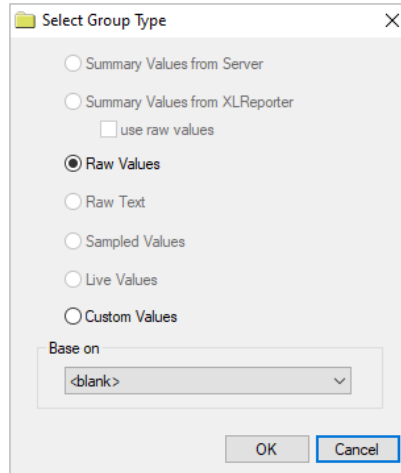 Select Group Type
Summary Values from Server
Summary Values from XLReporter
use raw values
Raw Values
Raw Text
Sampled Values
Live Values
Custom Values
Base on
<blank>
OK Cancel